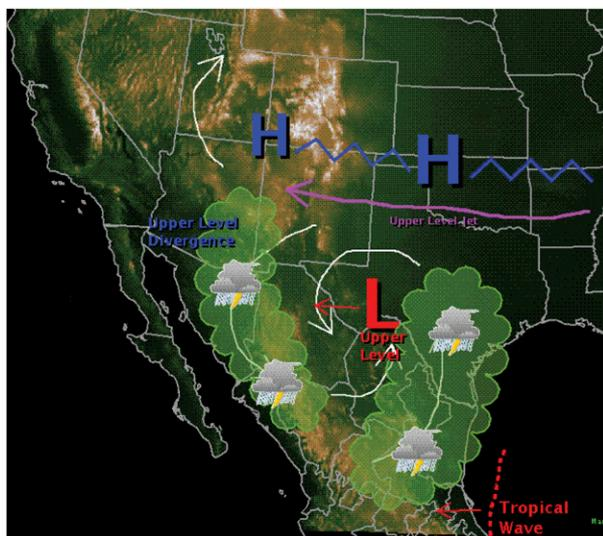 H
H
Upper Level Jet
Upper Level
Divergence
L
Upper
Level
Tropical
Wave